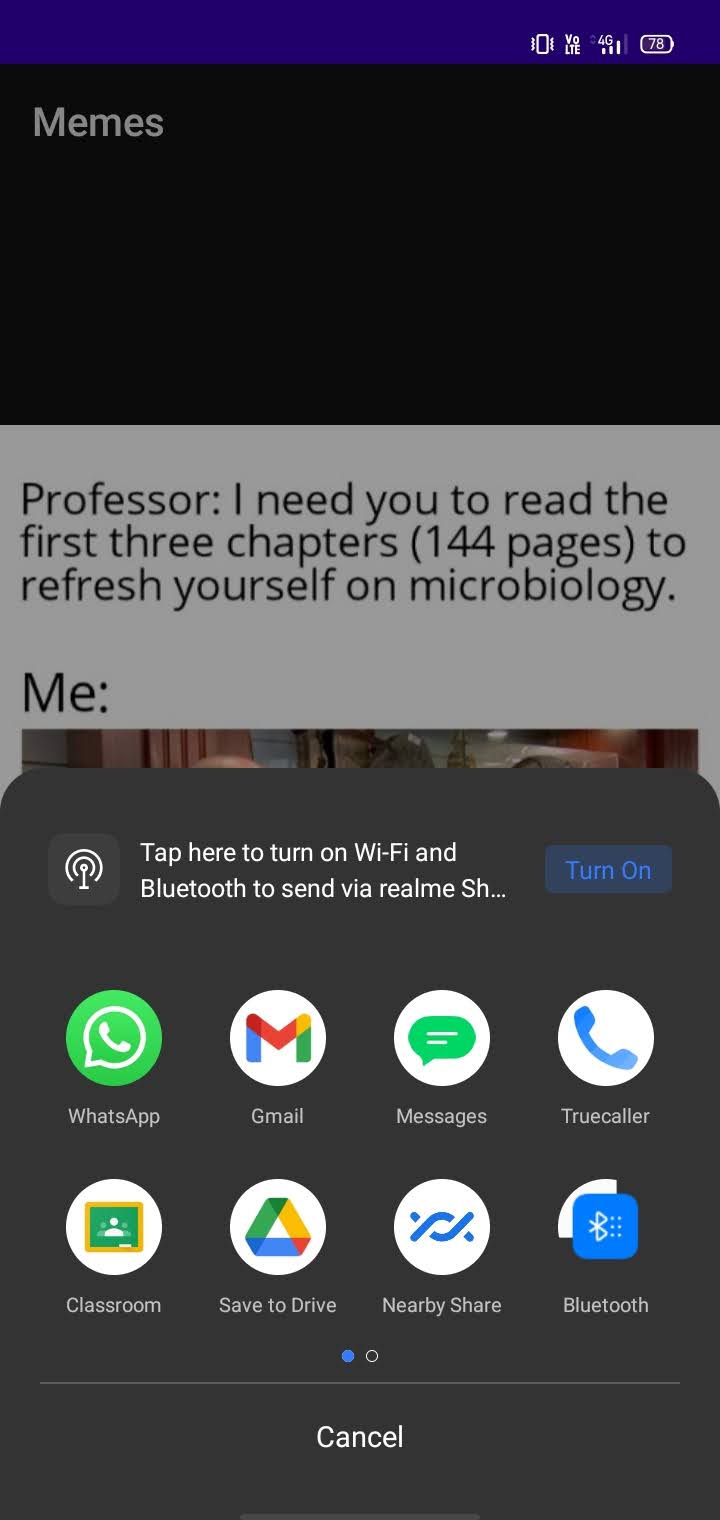 Vo
LTE
4G
78
Memes
Professor: I need you to read the
first three chapters (144 pages) to
refresh yourself on microbiology.
Me:
Tap here to turn on Wi-Fi and
Bluetooth to send via realme Sh...
Turn On
WhatsApp
Gmail
Messages
Truecaller
Classroom
Save to Drive
Nearby Share
Bluetooth
Cancel